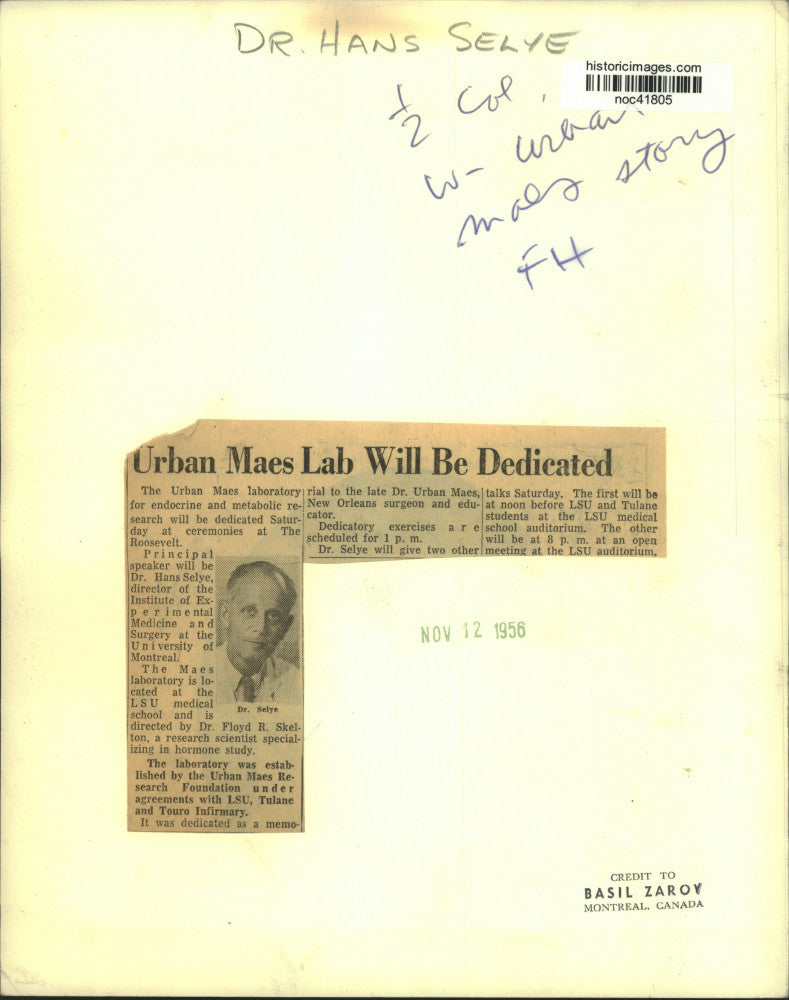 DR. HANS SELYE
historicimages.com
noc41805
1/2 Col.
w- urban
maes story
FH
Urban Maes Lab Will Be Dedicated
The Urban Maes laboratory
for endocrine and metabolic re-
search will be dedicated Satur-
day at ceremonies at The
Roosevelt.
Principal
speaker will be
Dr. Hans Selye,
director of the
Institute of Ex-
perimental
Medicine and
Surgery at the
University of
Montreal.
The Maes
laboratory is lo-
cated at the
LSU medical
school and is
directed by Dr. Floyd R. Skel-
ton, a research scientist special-
izing in hormone study.
The laboratory was estab-
lished by the Urban Maes Re-
search Foundation under
agreements with LSU, Tulane
and Touro Infirmary.
It was dedicated as a memo-
Dr. Selye
rial to the late Dr. Urban Maes,
New Orleans surgeon and edu-
cator.
Dedicatory exercises are
scheduled for 1 p. m.
Dr. Selye will give two other
talks Saturday. The first will be
at noon before LSU and Tulane
students at the LSU medical
school auditorium. The other
will be at 8 p. m. at an open
meeting at the LSU auditorium.
NOV 12 1956
CREDIT TO
BASIL ZAROV
MONTREAL, CANADA